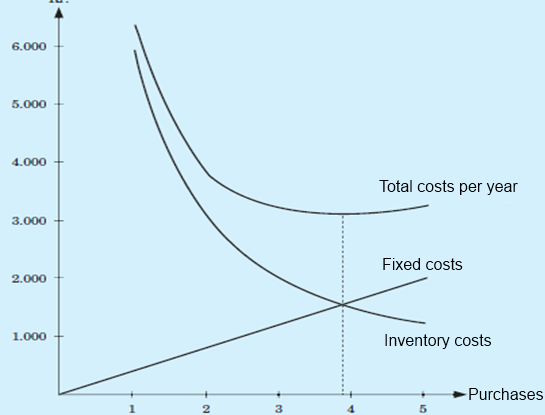 6.000
5.000
4.000
Total costs per year
3.000
Fixed costs
2.000
1.000
Inventory costs
Purchases
1 2 3 4 5